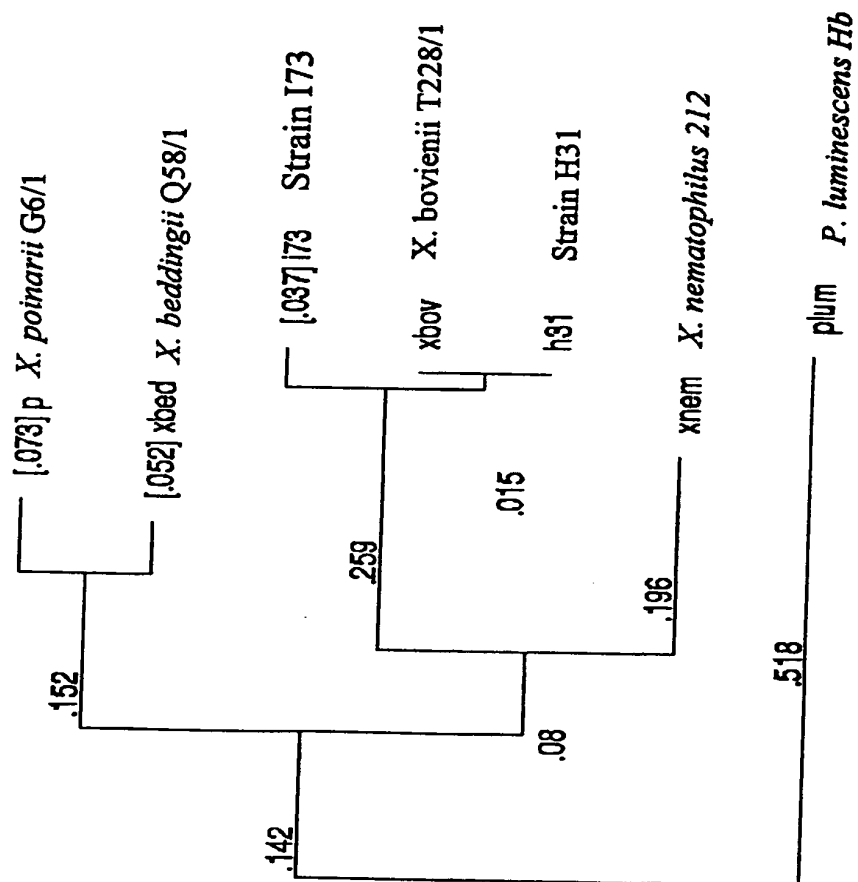 [.073] p X. poinarii G6/1
[.052] xbed X. beddingii Q58/1
.152
[.037] i73 Strain I73
xbov X. bovienii T228/1
h31 Strain H31
.259
.015
xnem X. nematophilus 212
.196
.08
.142
plum P. luminescens Hb
.518